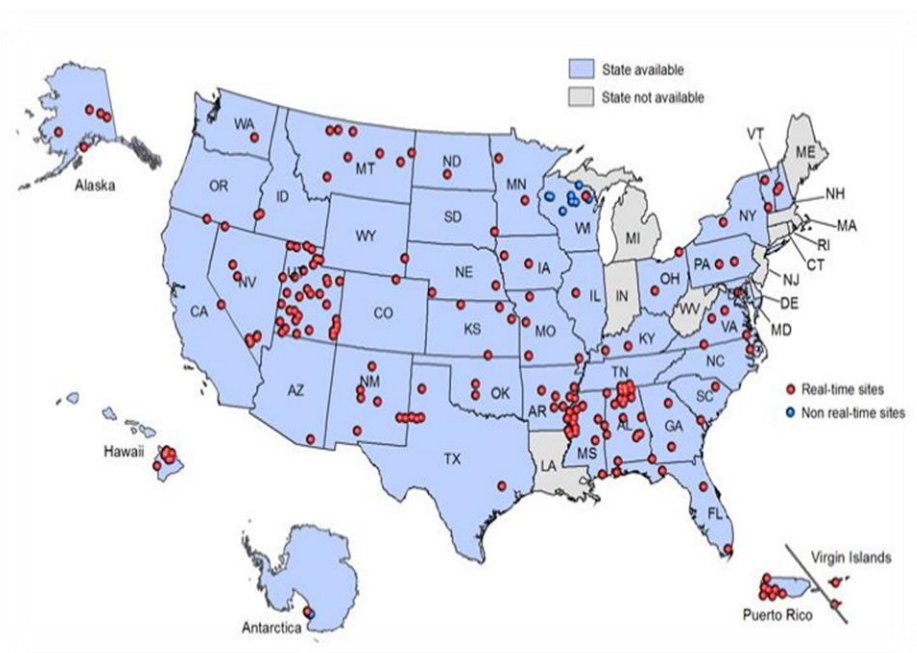 State available
State not available
Alaska
WA
OR
ID
MT
ND
MN
SD
WY
WI
MI
NV
CA
UT
CO
NE
IA
IL
IN
OH
PA
NY
VT
ME
NH
MA
RI
CT
NJ
DE
MD
WV
VA
KY
KS
MO
AZ
NM
OK
AR
TN
NC
SC
GA
AL
MS
LA
TX
FL
Real-time sites
Non real-time sites
Hawaii
Antarctica
Virgin Islands
Puerto Rico